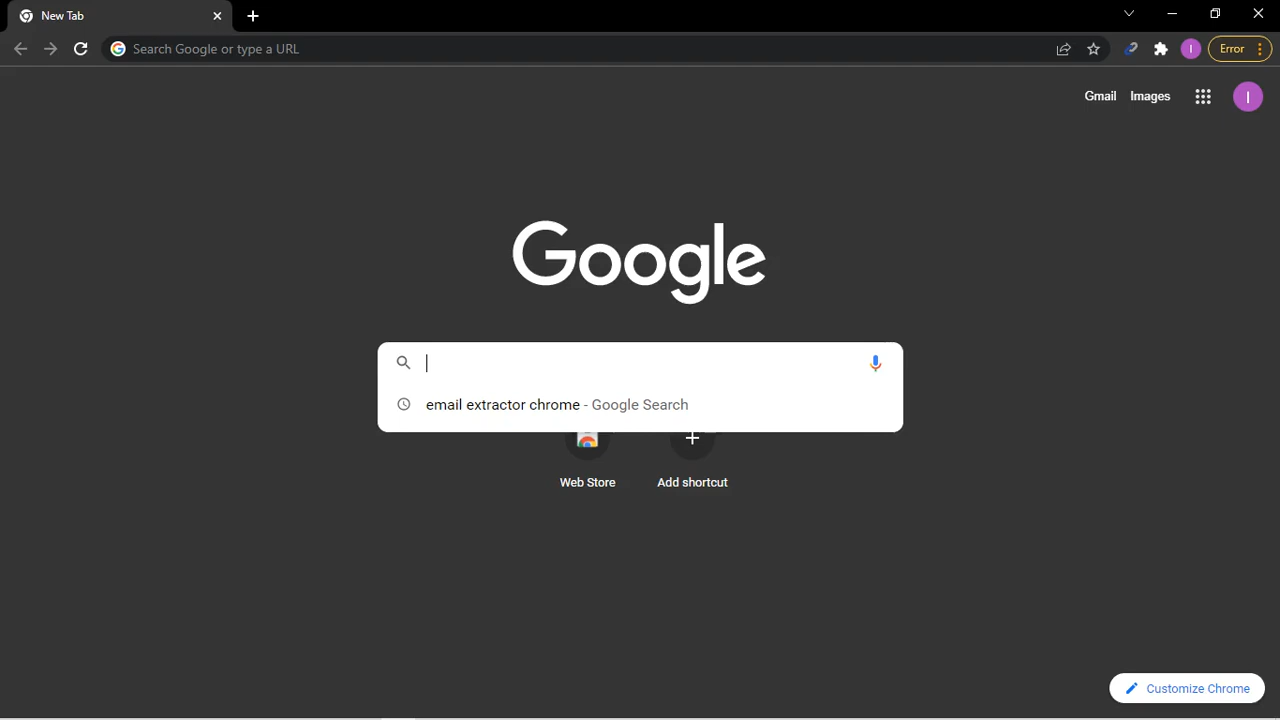 New Tab
Search Google or type a URL
I
Error
Gmail Images
I
Google
email extractor chrome - Google Search
Web Store
Add shortcut
Customize Chrome